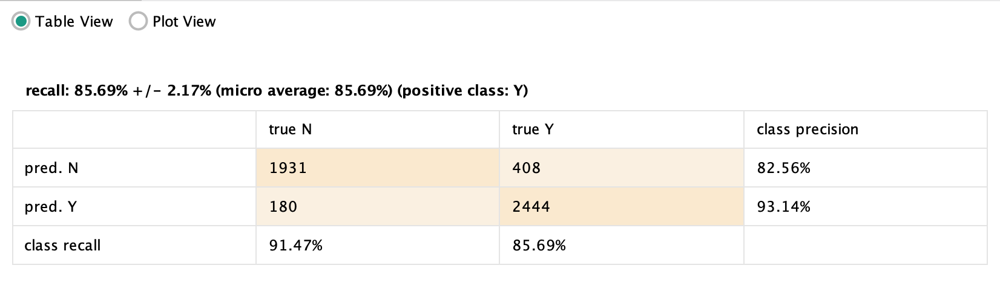 Table View Plot View
recall: 85.69% +/- 2.17% (micro average: 85.69%) (positive class: Y)
true N true Y class precision
pred. N 1931 408 82.56%
pred. Y 180 2444 93.14%
class recall 91.47% 85.69%